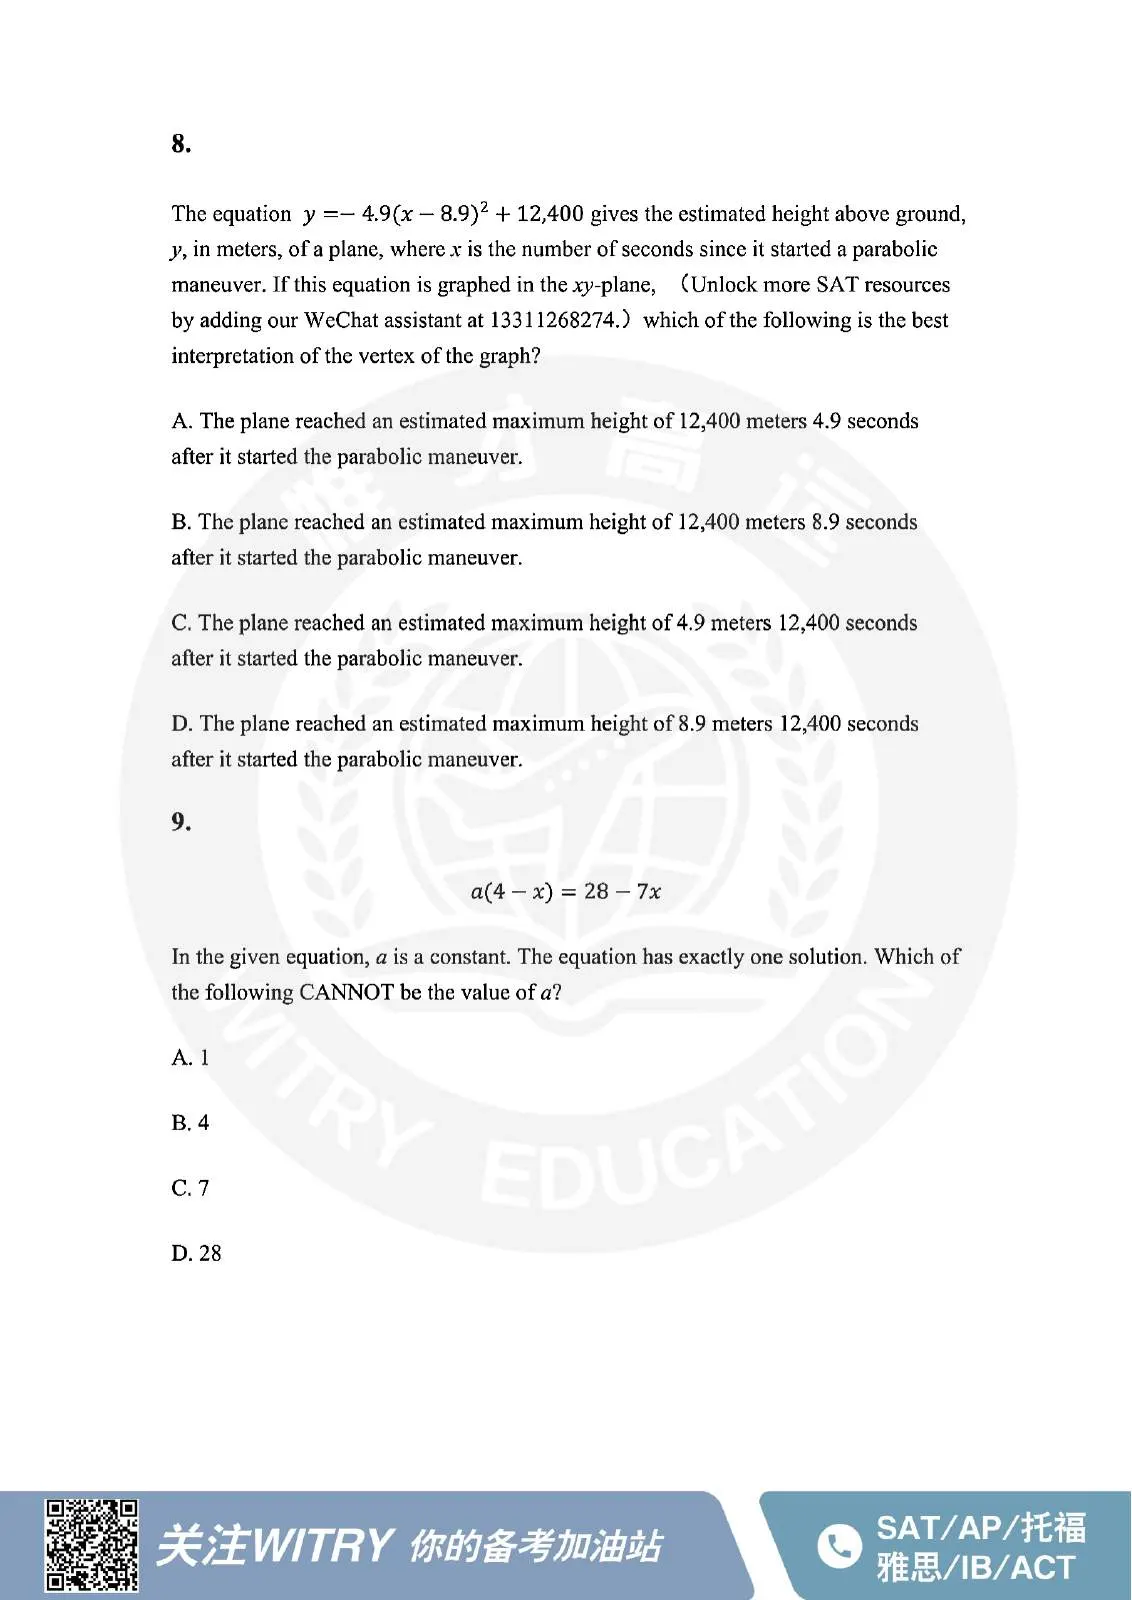 8.
The equation y =− 4.9(x − 8.9)² + 12,400 gives the estimated height above ground,
y, in meters, of a plane, where x is the number of seconds since it started a parabolic
maneuver. If this equation is graphed in the xy-plane, （Unlock more SAT resources
by adding our WeChat assistant at 13311268274.）which of the following is the best
interpretation of the vertex of the graph?
A. The plane reached an estimated maximum height of 12,400 meters 4.9 seconds
after it started the parabolic maneuver.
B. The plane reached an estimated maximum height of 12,400 meters 8.9 seconds
after it started the parabolic maneuver.
C. The plane reached an estimated maximum height of 4.9 meters 12,400 seconds
after it started the parabolic maneuver.
D. The plane reached an estimated maximum height of 8.9 meters 12,400 seconds
after it started the parabolic maneuver.
9.
a(4 − x) = 28 − 7x
In the given equation, a is a constant. The equation has exactly one solution. Which of
the following CANNOT be the value of a?
A. 1
B. 4
C. 7
D. 28
惟才高运
WITRY EDUCATION
关注WITRY 你的备考加油站
SAT/AP/托福
雅思/IB/ACT